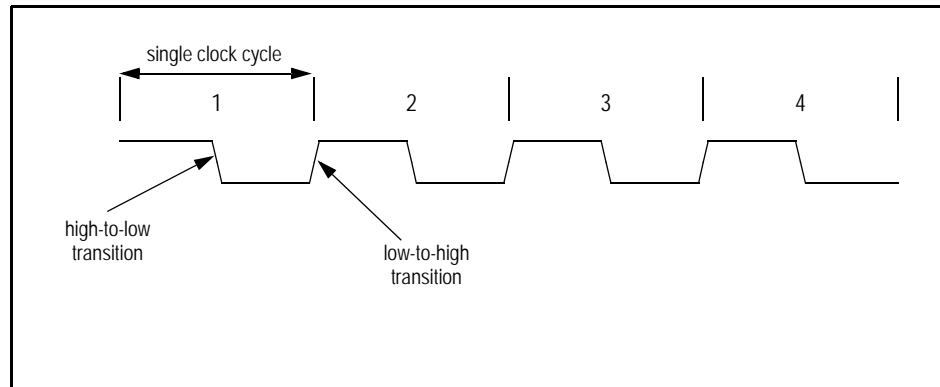 single clock cycle
1 2 3 4
high-to-low
transition
low-to-high
transition